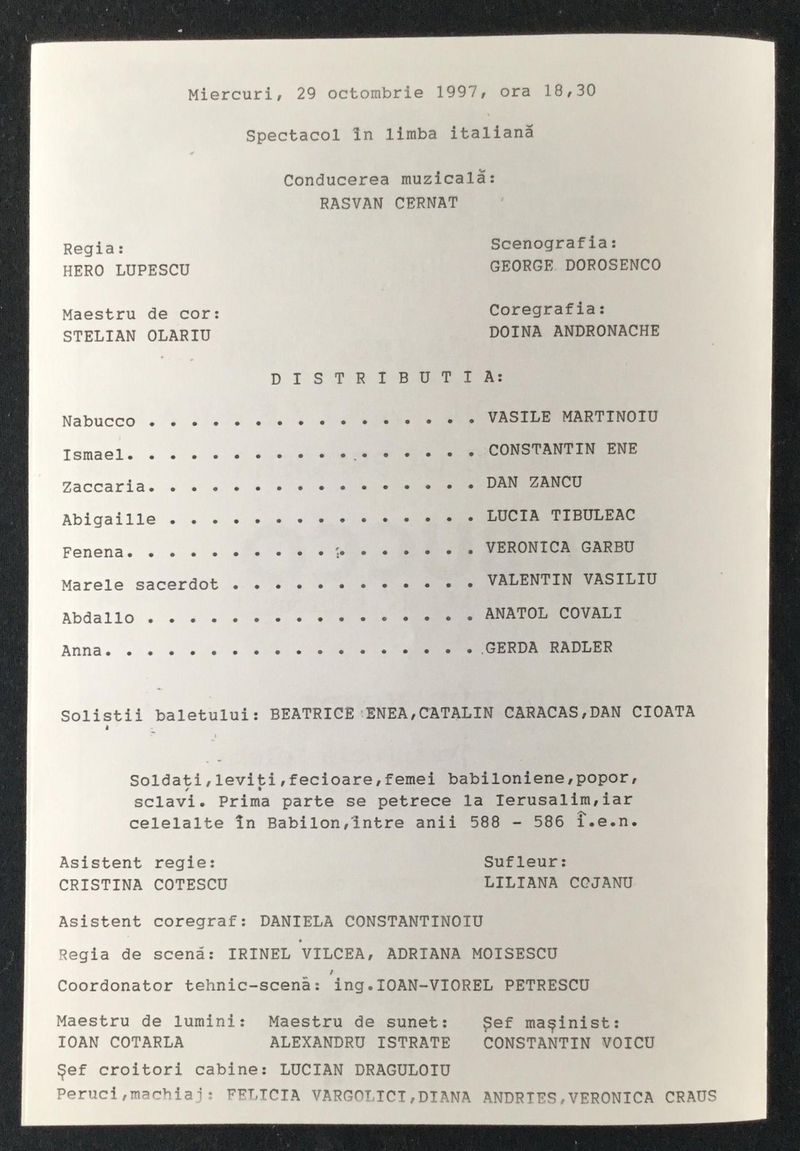 Miercuri, 29 octombrie 1997, ora 18,30
Spectacol în limba italiană
Conducerea muzicală:
RASVAN CERNAT
Regia: Scenografia:
HERO LUPESCU GEORGE DOROSENCO
Maestru de cor: Coregrafia:
STELIAN OLARIU DOINA ANDRONACHE
D I S T R I B U T I A:
Nabucco . . . . . . . . . . . . . . . . VASILE MARTINOIU
Ismael. . . . . . . . . . . . . . . . . CONSTANTIN ENE
Zaccaria. . . . . . . . . . . . . . . . DAN ZANCU
Abigaille . . . . . . . . . . . . . . . LUCIA TIBULEAC
Fenena. . . . . . . . . . . . . . . . . VERONICA GARBU
Marele sacerdot . . . . . . . . . . . . VALENTIN VASILIU
Abdallo . . . . . . . . . . . . . . . . ANATOL COVALI
Anna. . . . . . . . . . . . . . . . . . GERDA RADLER
Soliștii baletului: BEATRICE ENEA,CATALIN CARACAS,DAN CIOATA
Soldați,leviți,fecioare,femei babiloniene,popor,
sclavi. Prima parte se petrece la Ierusalim,iar
celelalte în Babilon,între anii 588 - 586 î.e.n.
Asistent regie: Sufleur:
CRISTINA COTESCU LILIANA COJANU
Asistent coregraf: DANIELA CONSTANTINOIU
Regia de scenă: IRINEL VILCEA, ADRIANA MOISESCU
Coordonator tehnic-scenă: ing.IOAN-VIOREL PETRESCU
Maestru de lumini: Maestru de sunet: Șef mașinist:
IOAN COTARLA ALEXANDRU ISTRATE CONSTANTIN VOICU
Șef croitori cabine: LUCIAN DRAGULOIU
Peruci,machiaj: FELICIA VARGOLICI,DIANA ANDRIES,VERONICA CRAUS